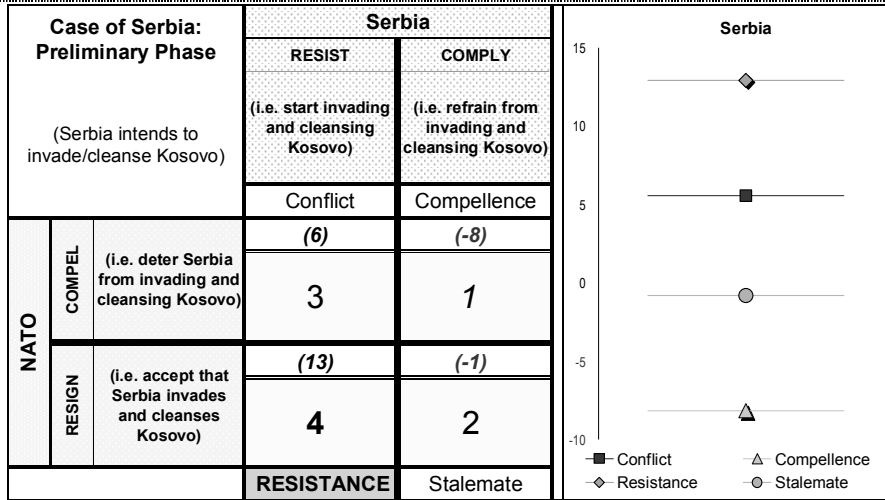 Case of Serbia:
Preliminary Phase
(Serbia intends to
invade/cleanse Kosovo)
Serbia
RESIST
COMPLY
(i.e. start invading
and cleansing
Kosovo)
(i.e. refrain from
invading and
cleansing Kosovo)
Conflict
Compellence
NATO
COMPEL
(i.e. deter Serbia
from invading and
cleansing Kosovo)
(6)
(-8)
3
1
RESIGN
(i.e. accept that
Serbia invades
and cleanses
Kosovo)
(13)
(-1)
4
2
RESISTANCE
Stalemate
Serbia
15
10
5
0
-5
-10
Conflict
Compellence
Resistance
Stalemate